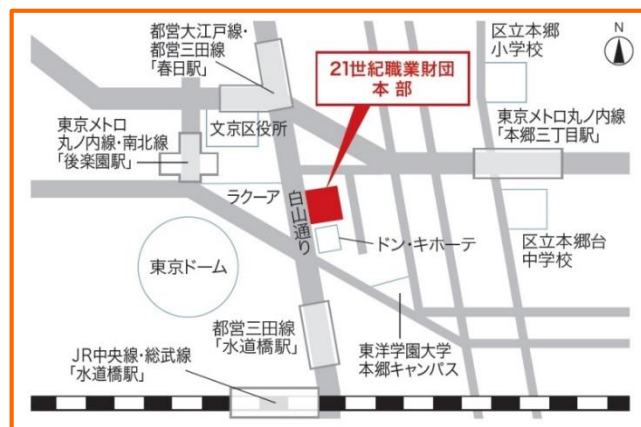 都営大江戸線・
都営三田線
「春日駅」
21世紀職業財団
本部
区立本郷
小学校
N
文京区役所
東京メトロ
丸ノ内線・南北線
「後楽園駅」
東京メトロ丸ノ内線
「本郷三丁目駅」
ラクーア
白山通り
ドン・キホーテ
区立本郷台
中学校
東京ドーム
都営三田線
「水道橋駅」
東洋学園大学
本郷キャンパス
JR中央線・総武線
「水道橋駅」